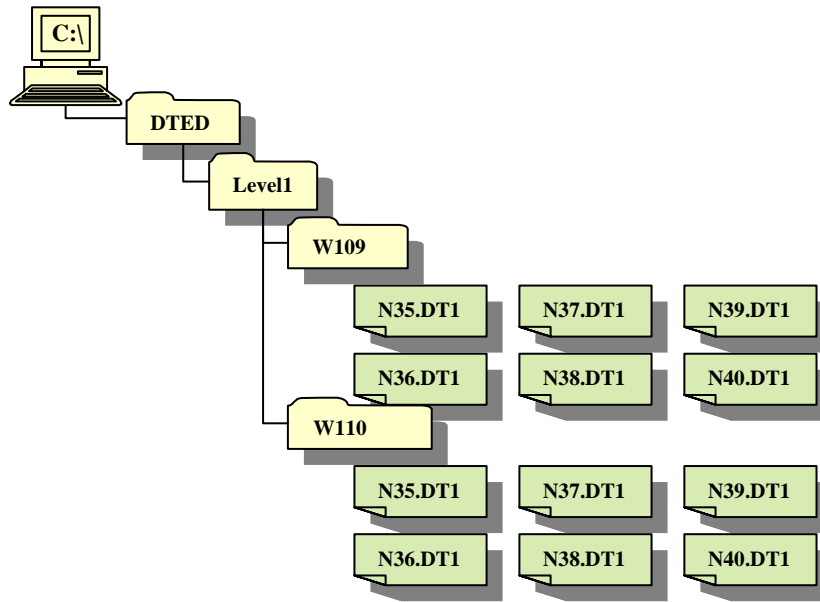 C:\
DTED
Level1
W109
N35.DT1 N37.DT1 N39.DT1
N36.DT1 N38.DT1 N40.DT1
W110
N35.DT1 N37.DT1 N39.DT1
N36.DT1 N38.DT1 N40.DT1